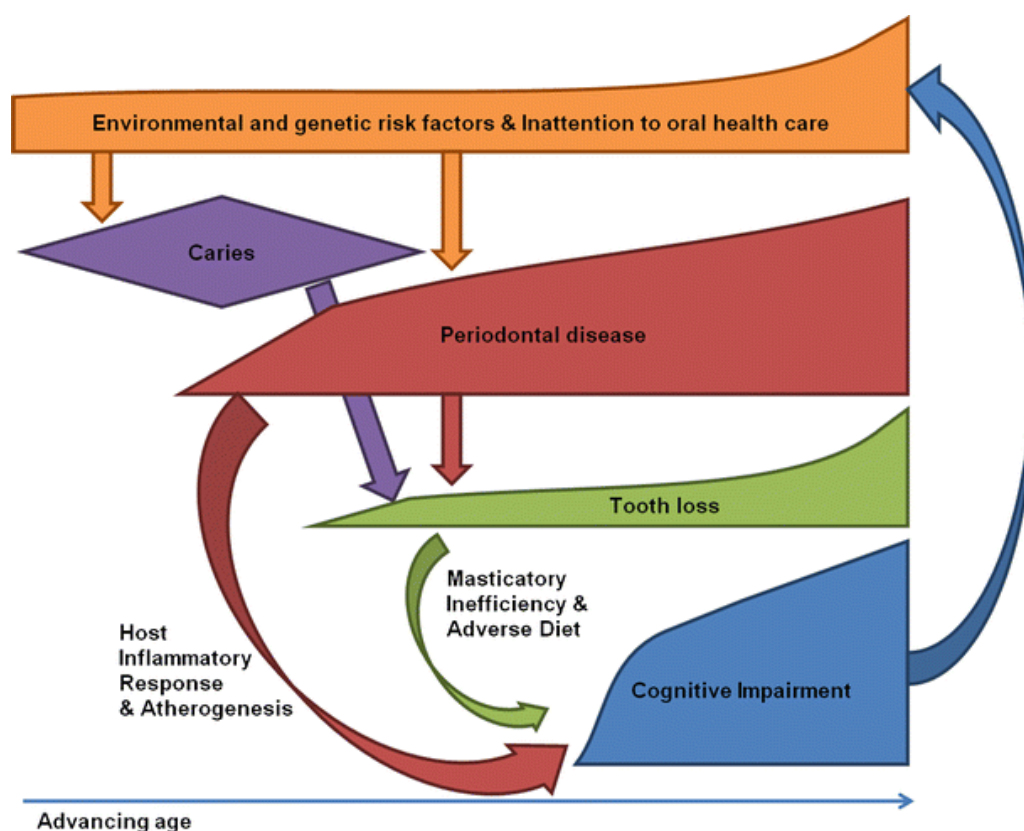 Environmental and genetic risk factors & Inattention to oral health care
Caries
Periodontal disease
Tooth loss
Masticatory
Inefficiency &
Adverse Diet
Host
Inflammatory
Response
& Atherogenesis
Cognitive Impairment
Advancing age